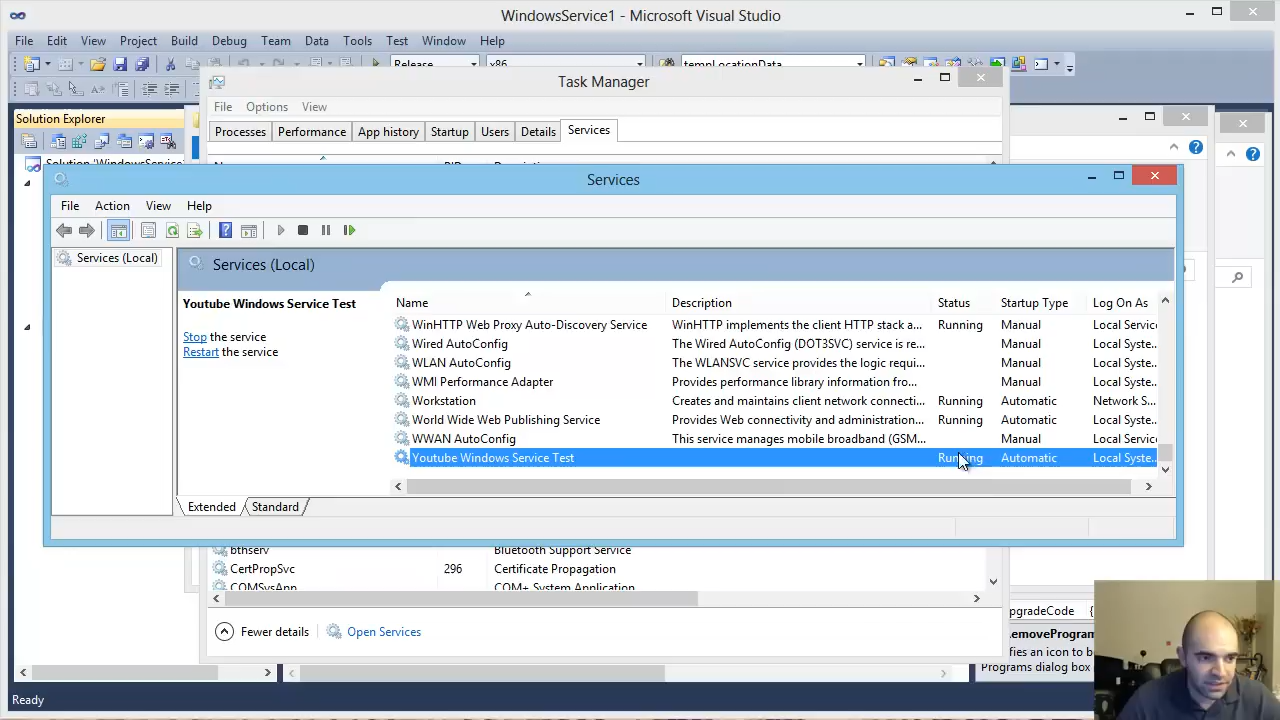 WindowsService1 - Microsoft Visual Studio
File Edit View Project Build Debug Team Data Tools Test Window Help
Release x86 tempLocationData
Task Manager
Solution Explorer
File Options View
Processes Performance App history Startup Users Details Services
Solution 'WindowsService
Services
File Action View Help
Services (Local)
Services (Local)
Youtube Windows Service Test
Stop the service
Restart the service
Name Description Status Startup Type Log On As
WinHTTP Web Proxy Auto-Discovery Service WinHTTP implements the client HTTP stack a... Running Manual Local Servic
Wired AutoConfig The Wired AutoConfig (DOT3SVC) service is re... Manual Local Syste...
WLAN AutoConfig The WLANSVC service provides the logic requi... Manual Local Syste...
WMI Performance Adapter Provides performance library information fro... Manual Local Syste...
Workstation Creates and maintains client network connecti... Running Automatic Network S...
World Wide Web Publishing Service Provides Web connectivity and administration... Running Automatic Local Syste...
WWAN AutoConfig This service manages mobile broadband (GSM... Manual Local Servic
Youtube Windows Service Test Running Automatic Local Syste...
Extended Standard
bthserv Bluetooth Support Service
CertPropSvc 296 Certificate Propagation
COMSysApp COM+ System Application
Fewer details Open Services
pgradeCode {
emoveProgram
fies an icon to b
Programs dialog box
Ready